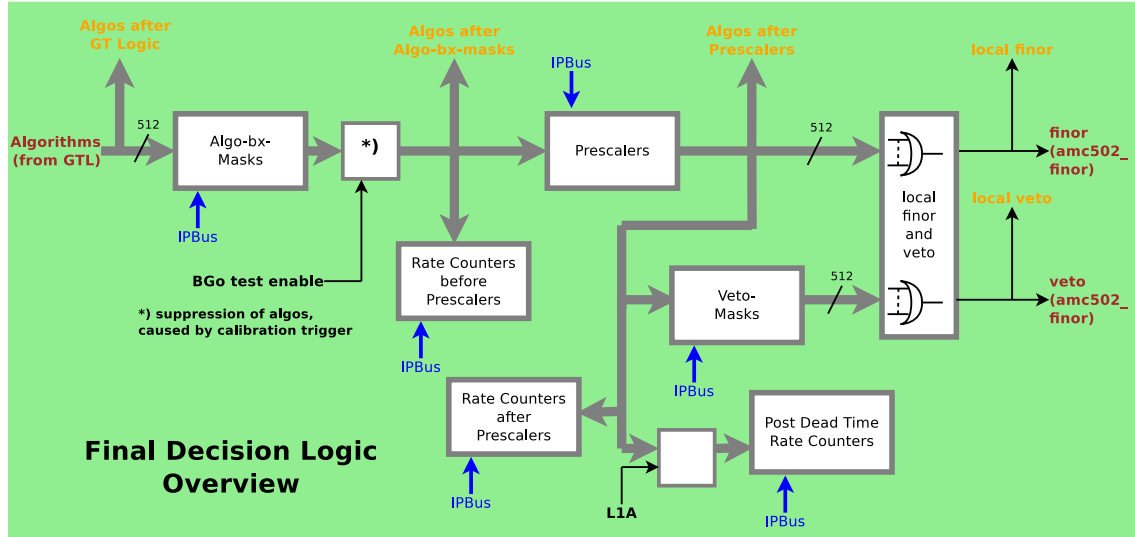 Algos after
GT Logic
Algos after
Algo-bx-masks
Algos after
Prescalers
local finor
IPBus
512
Algorithms
(from GTL)
Algo-bx-
Masks
*)
Prescalers
512
finor
(amc502_
finor)
IPBus
local
finor
and
veto
local veto
BGo test enable
Rate Counters
before
Prescalers
512
Veto-
Masks
veto
(amc502_
finor)
*) suppression of algos,
caused by calibration trigger
IPBus
IPBus
Rate Counters
after
Prescalers
Post Dead Time
Rate Counters
Final Decision Logic
Overview
IPBus
L1A
IPBus